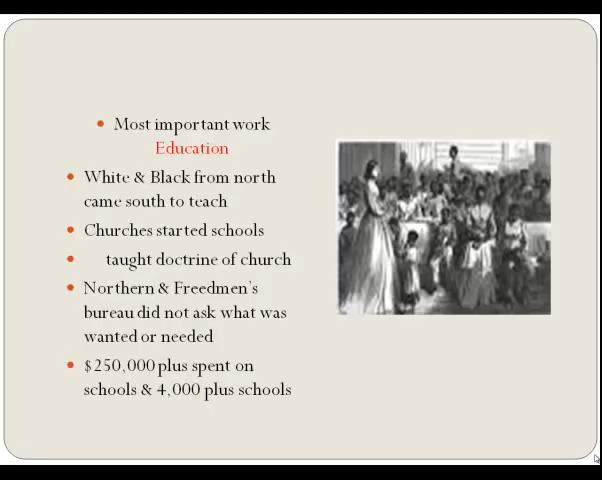 Most important work
Education
White & Black from north
came south to teach
Churches started schools
taught doctrine of church
Northern & Freedmen's
bureau did not ask what was
wanted or needed
$250,000 plus spent on
schools & 4,000 plus schools